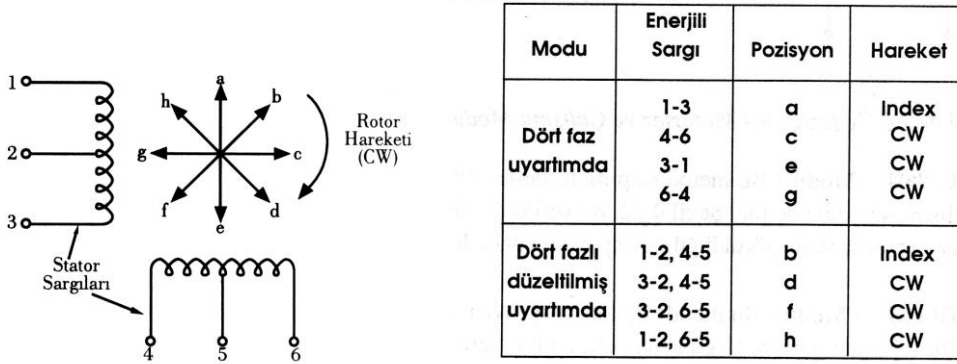 1
2
3
Stator
Sargıları
4 5 6
a
b
c
d
e
f
g
h
Rotor
Hareketi
(CW)
Modu Enerjili Sargı Pozisyon Hareket
Dört faz
uyartımda
1-3 a Index
4-6 c CW
3-1 e CW
6-4 g CW
Dört fazlı
düzeltilmiş
uyartımda
1-2, 4-5 b Index
3-2, 4-5 d CW
3-2, 6-5 f CW
1-2, 6-5 h CW